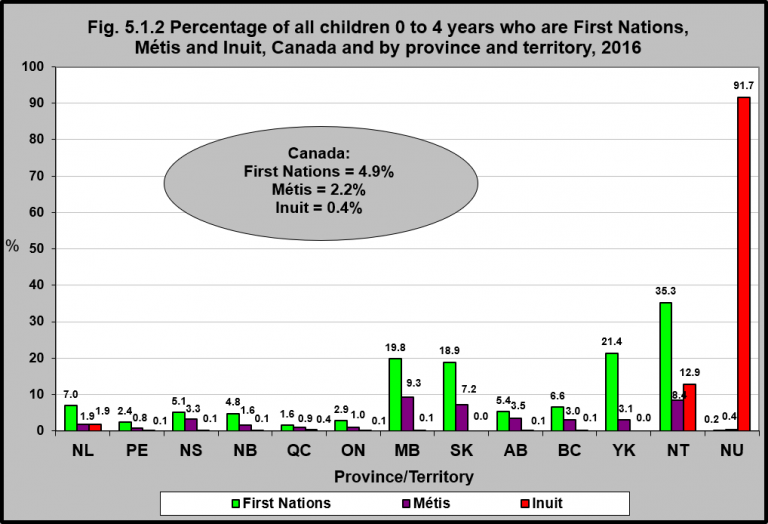 Fig. 5.1.2 Percentage of all children 0 to 4 years who are First Nations,
Métis and Inuit, Canada and by province and territory, 2016
100
90
80
70
60
50
40
30
20
10
0
%
Canada:
First Nations = 4.9%
Métis = 2.2%
Inuit = 0.4%
7.0 1.9 1.9
2.4 0.8 0.1
5.1 3.3 0.1
4.8 1.6 0.1
1.6 0.9 0.4
2.9 1.0 0.1
19.8 9.3 0.1
18.9 7.2 0.0
5.4 3.5 0.1
6.6 3.0 0.1
21.4 3.1 0.0
35.3 8.4 12.9
0.2 0.4 91.7
NL PE NS NB QC ON MB SK AB BC YK NT NU
Province/Territory
First Nations Métis Inuit